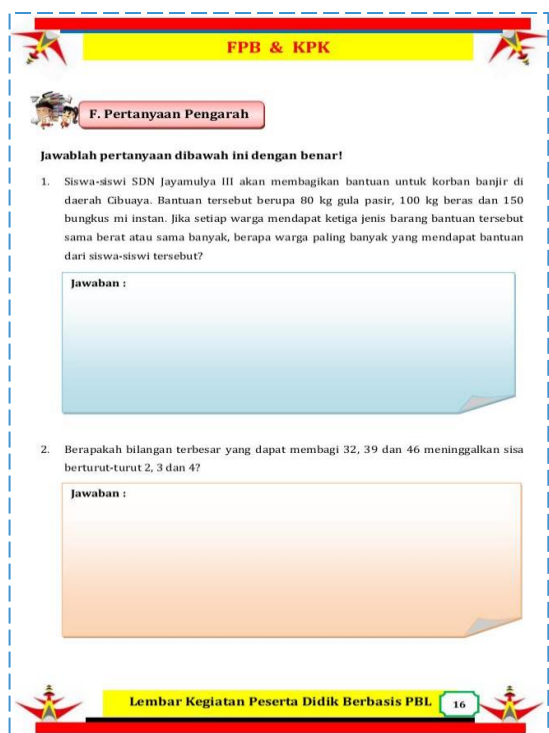 FPB & KPK
F. Pertanyaan Pengarah
Jawablah pertanyaan dibawah ini dengan benar!
1. Siswa-siswi SDN Jayamulya III akan membagikan bantuan untuk korban banjir di
daerah Cibuaya. Bantuan tersebut berupa 80 kg gula pasir, 100 kg beras dan 150
bungkus mi instan. Jika setiap warga mendapat ketiga jenis barang bantuan tersebut
sama berat atau sama banyak, berapa warga paling banyak yang mendapat bantuan
dari siswa-siswi tersebut?
Jawaban :
2. Berapakah bilangan terbesar yang dapat membagi 32, 39 dan 46 meninggalkan sisa
berturut-turut 2, 3 dan 4?
Jawaban :
Lembar Kegiatan Peserta Didik Berbasis PBL 16